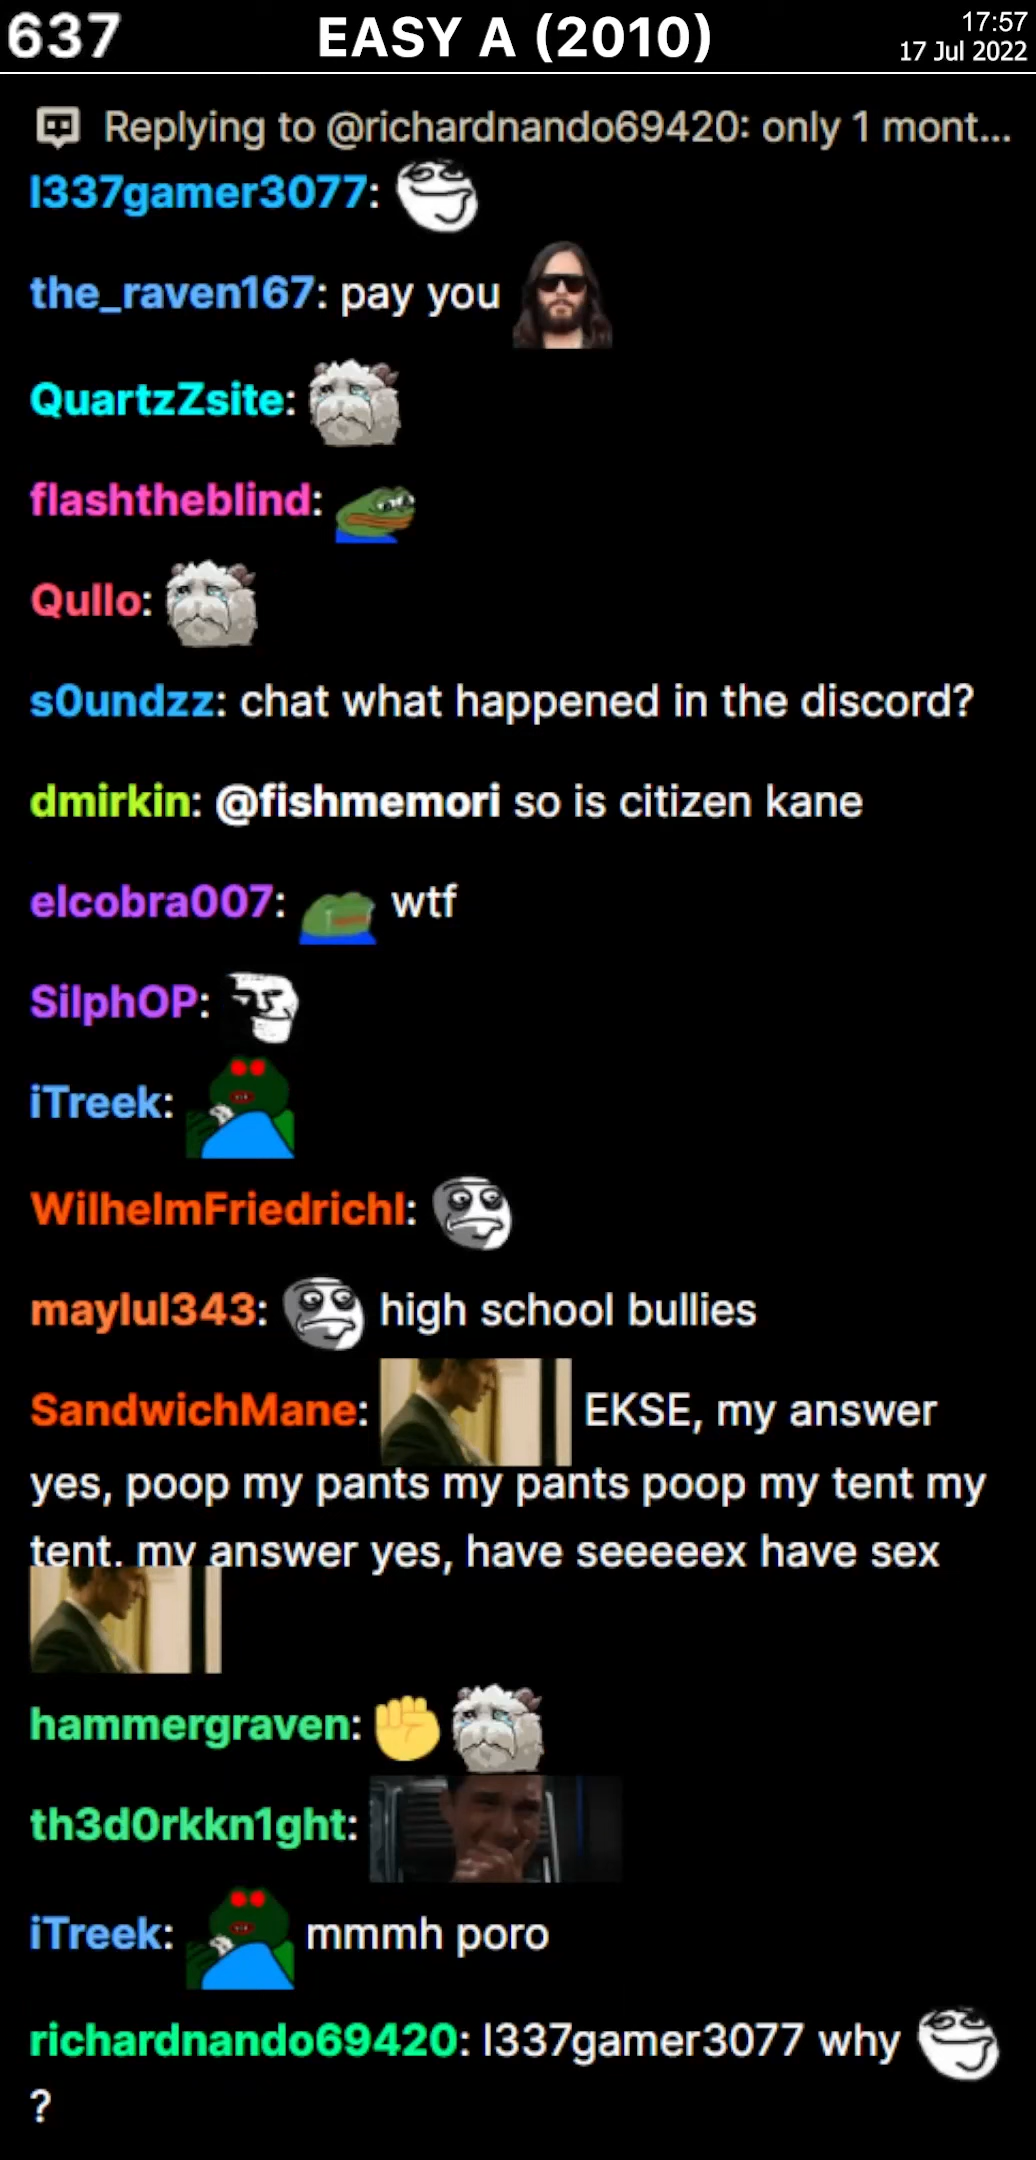 637
EASY A (2010)
17:57
17 Jul 2022
Replying to @richardnando69420: only 1 mont...
l337gamer3077:
the_raven167: pay you
QuartzZsite:
flashtheblind:
Qullo:
s0undzz: chat what happened in the discord?
dmirkin: @fishmemori so is citizen kane
elcobra007: wtf
SilphOP:
iTreek:
WilhelmFriedrichI:
maylul343: high school bullies
SandwichMane: EKSE, my answer
yes, poop my pants my pants poop my tent my
tent, my answer yes, have seeeeex have sex
hammergraven:
th3d0rkkn1ght:
iTreek: mmmh poro
richardnando69420: l337gamer3077 why
?